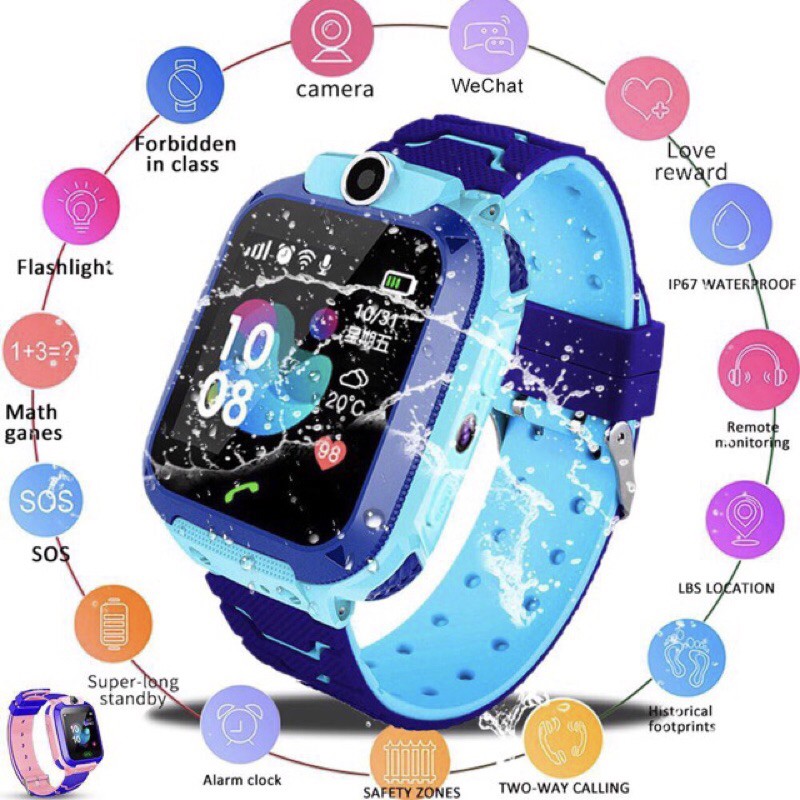 camera
WeChat
Forbidden
in class
Love
reward
Flashlight
IP67 WATERPROOF
1+3=?
Math
ganes
Remote
monitoring
SOS
SOS
LBS LOCATION
Super-long
standby
Historical
footprints
Alarm clock
SAFETY ZONES
TWO-WAY CALLING
10
08
10/31
星期五
20°C
98